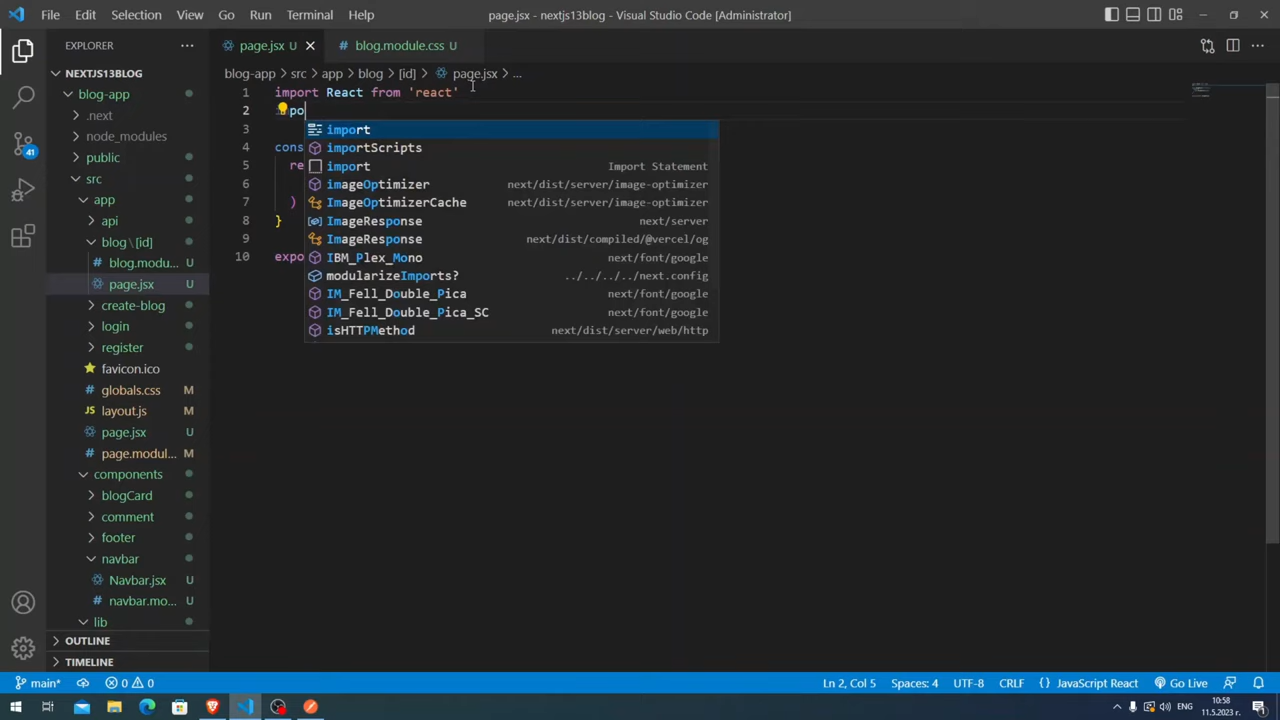 File Edit Selection View Go Run Terminal Help
page.jsx - nextjs13blog - Visual Studio Code [Administrator]
EXPLORER
page.jsx U
blog.module.css U
NEXTJS13BLOG
blog-app
.next
node_modules
public
src
app
api
blog\[id]
blog.modu... U
page.jsx U
create-blog
login
register
favicon.ico
globals.css M
layout.js M
page.jsx U
page.modul... M
components
blogCard
comment
footer
navbar
Navbar.jsx U
navbar.mo... U
lib
OUTLINE
TIMELINE
41
blog-app > src > app > blog > [id] > page.jsx > ...
1 import React from 'react'
2 po
3
4 cons
5 re
6
7 )
8 }
9
10 expo
import
importScripts
import Import Statement
imageOptimizer next/dist/server/image-optimizer
ImageOptimizerCache next/dist/server/image-optimizer
ImageResponse next/server
ImageResponse next/dist/compiled/@vercel/og
IBM_Plex_Mono next/font/google
modularizeImports? ../../../../next.config
IM_Fell_Double_Pica next/font/google
IM_Fell_Double_Pica_SC next/font/google
isHTTPMethod next/dist/server/web/http
main* 0 0
Ln 2, Col 5 Spaces: 4 UTF-8 CRLF { } JavaScript React Go Live
ENG
10:58
11.5.2023 г.
1